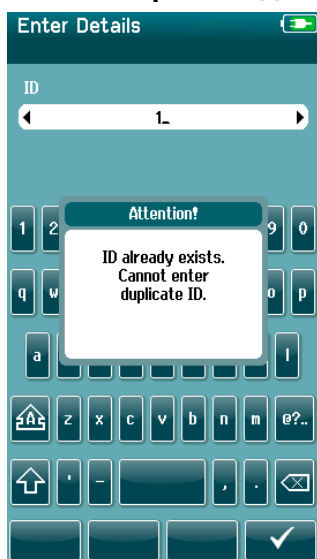 Enter Details
ID
1_
Attention!
ID already exists.
Cannot enter
duplicate ID.
1 2 9 0
q w o p
a l
z x c v b n m @?..
' - , .